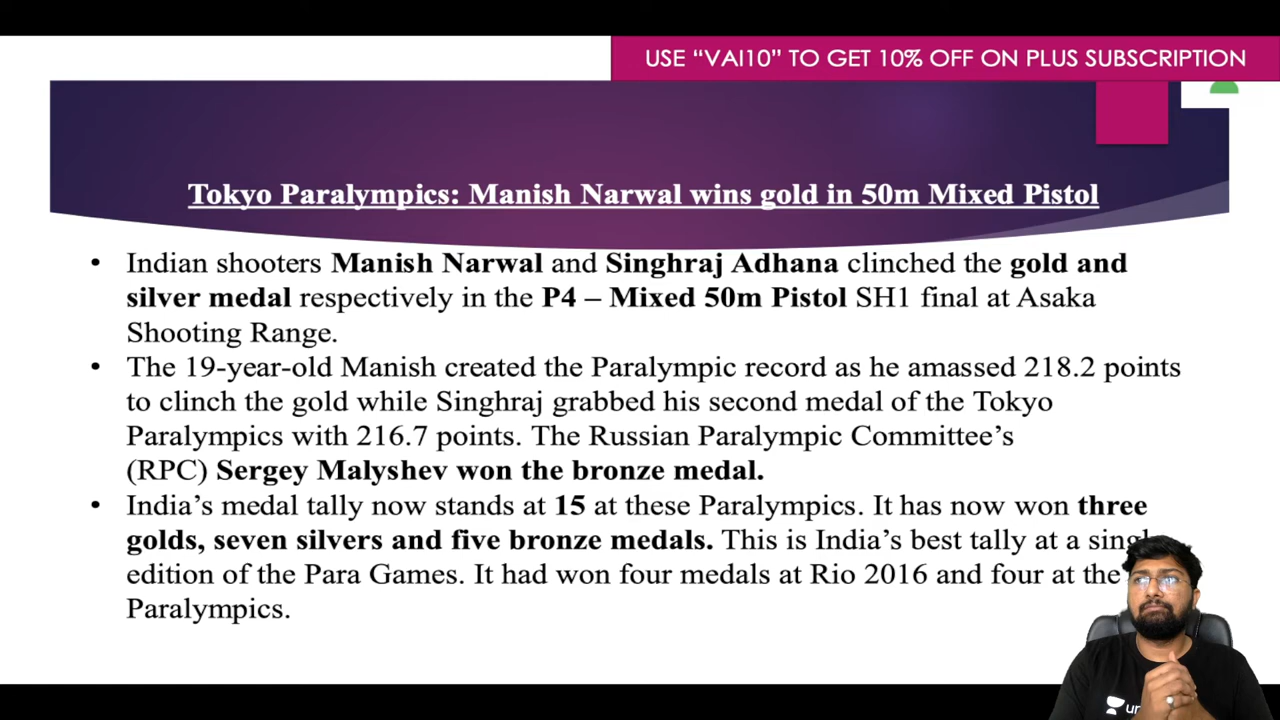 USE “VAI10” TO GET 10% OFF ON PLUS SUBSCRIPTION
Tokyo Paralympics: Manish Narwal wins gold in 50m Mixed Pistol
• Indian shooters Manish Narwal and Singhraj Adhana clinched the gold and
silver medal respectively in the P4 – Mixed 50m Pistol SH1 final at Asaka
Shooting Range.
• The 19-year-old Manish created the Paralympic record as he amassed 218.2 points
to clinch the gold while Singhraj grabbed his second medal of the Tokyo
Paralympics with 216.7 points. The Russian Paralympic Committee’s
(RPC) Sergey Malyshev won the bronze medal.
• India’s medal tally now stands at 15 at these Paralympics. It has now won three
golds, seven silvers and five bronze medals. This is India’s best tally at a
edition of the Para Games. It had won four medals at Rio 2016 and four at the
Paralympics.